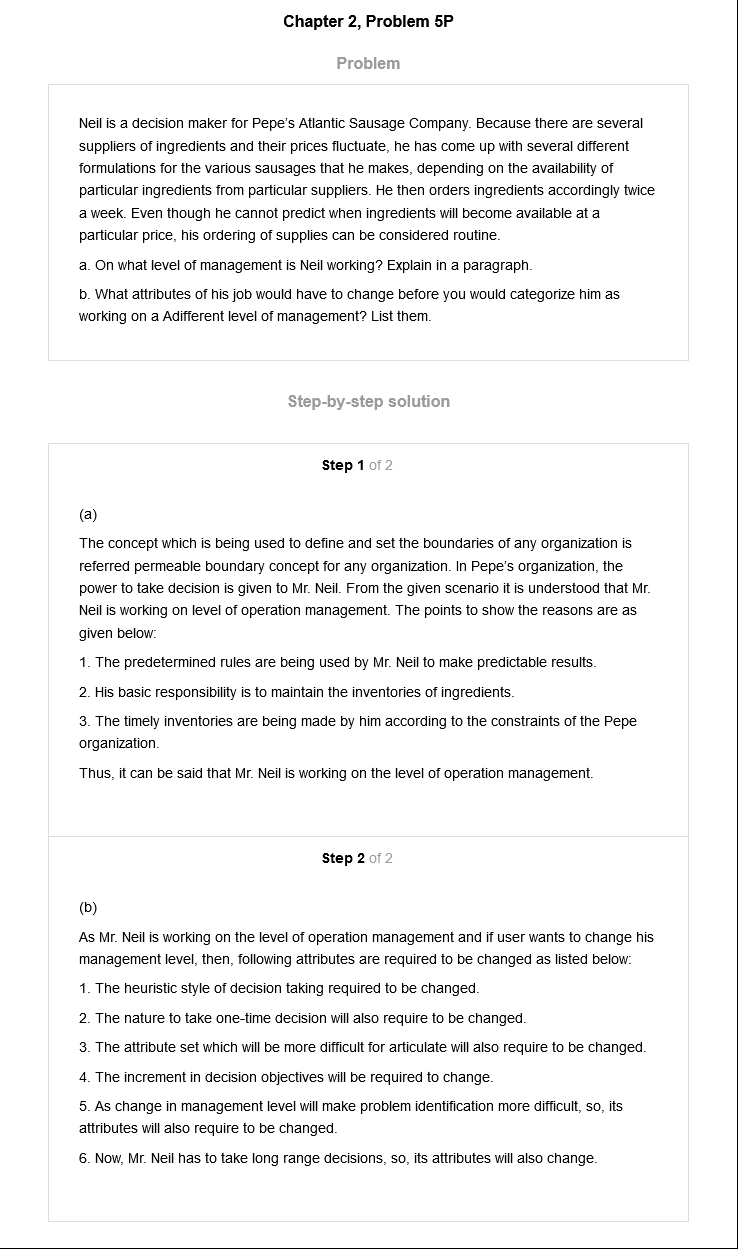 Chapter 2, Problem 5P
Problem
Neil is a decision maker for Pepe's Atlantic Sausage Company. Because there are several
suppliers of ingredients and their prices fluctuate, he has come up with several different
formulations for the various sausages that he makes, depending on the availability of
particular ingredients from particular suppliers. He then orders ingredients accordingly twice
a week. Even though he cannot predict when ingredients will become available at a
particular price, his ordering of supplies can be considered routine.
a. On what level of management is Neil working? Explain in a paragraph.
b. What attributes of his job would have to change before you would categorize him as
working on a Adifferent level of management? List them.
Step-by-step solution
Step 1 of 2
(a)
The concept which is being used to define and set the boundaries of any organization is
referred permeable boundary concept for any organization. In Pepe's organization, the
power to take decision is given to Mr. Neil. From the given scenario it is understood that Mr.
Neil is working on level of operation management. The points to show the reasons are as
given below:
1. The predetermined rules are being used by Mr. Neil to make predictable results.
2. His basic responsibility is to maintain the inventories of ingredients.
3. The timely inventories are being made by him according to the constraints of the Pepe
organization.
Thus, it can be said that Mr. Neil is working on the level of operation management.
Step 2 of 2
(b)
As Mr. Neil is working on the level of operation management and if user wants to change his
management level, then, following attributes are required to be changed as listed below:
1. The heuristic style of decision taking required to be changed.
2. The nature to take one-time decision will also require to be changed.
3. The attribute set which will be more difficult for articulate will also require to be changed.
4. The increment in decision objectives will be required to change.
5. As change in management level will make problem identification more difficult, so, its
attributes will also require to be changed.
6. Now, Mr. Neil has to take long range decisions, so, its attributes will also change.